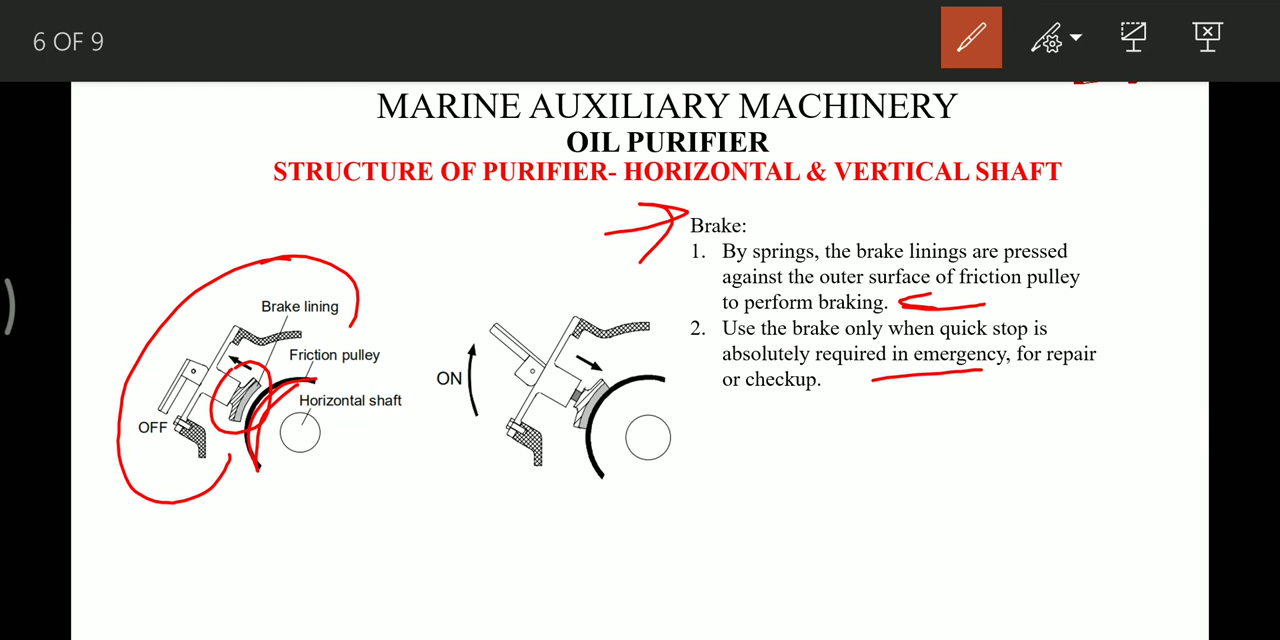 6 OF 9
MARINE AUXILIARY MACHINERY
OIL PURIFIER
STRUCTURE OF PURIFIER- HORIZONTAL & VERTICAL SHAFT
Brake:
1. By springs, the brake linings are pressed
against the outer surface of friction pulley
to perform braking.
2. Use the brake only when quick stop is
absolutely required in emergency, for repair
or checkup.
Brake lining
Friction pulley
Horizontal shaft
OFF
ON